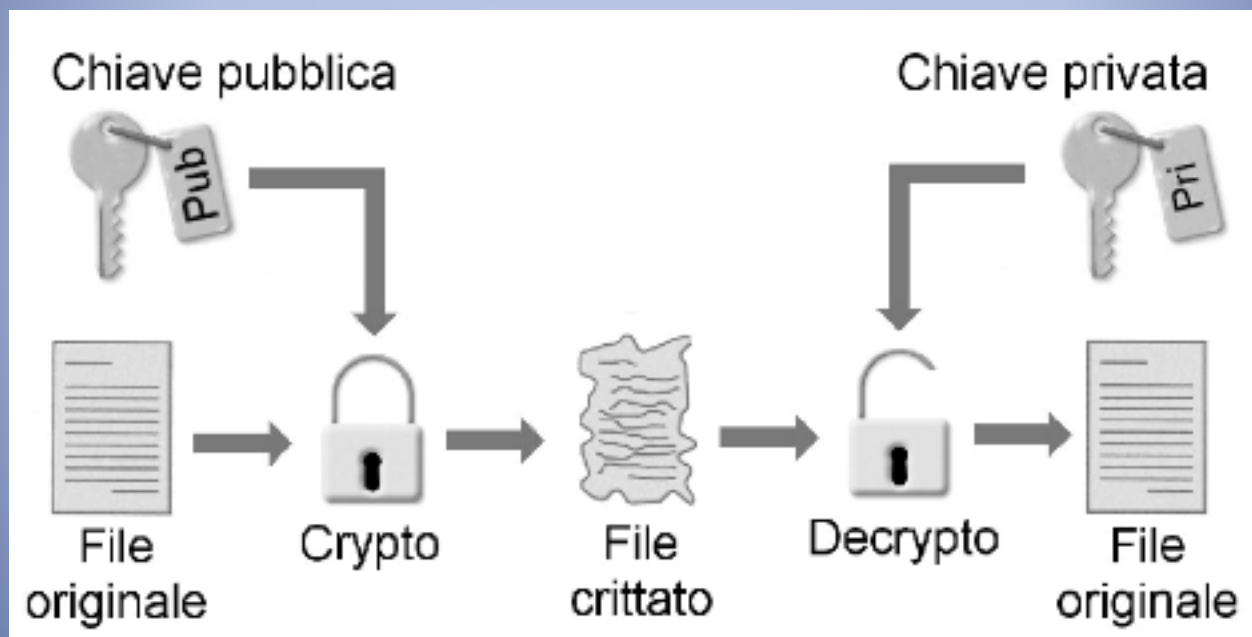 Chiave pubblica
Chiave privata
Pub
Pri
File
originale
Crypto
File
crittato
Decrypto
File
originale